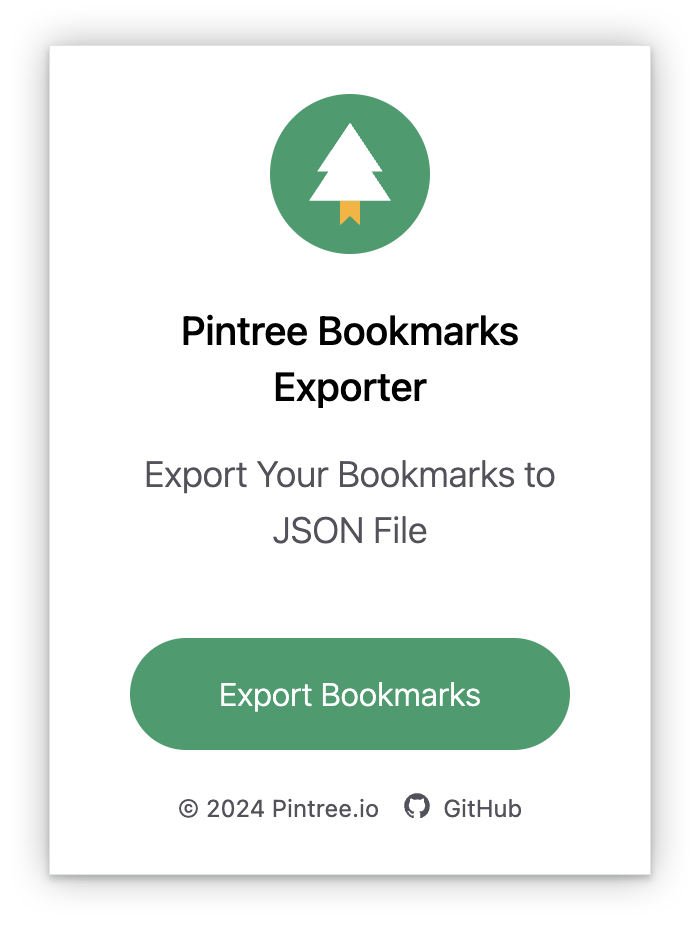 Pintree Bookmarks
Exporter
Export Your Bookmarks to
JSON File
Export Bookmarks
© 2024 Pintree.io GitHub